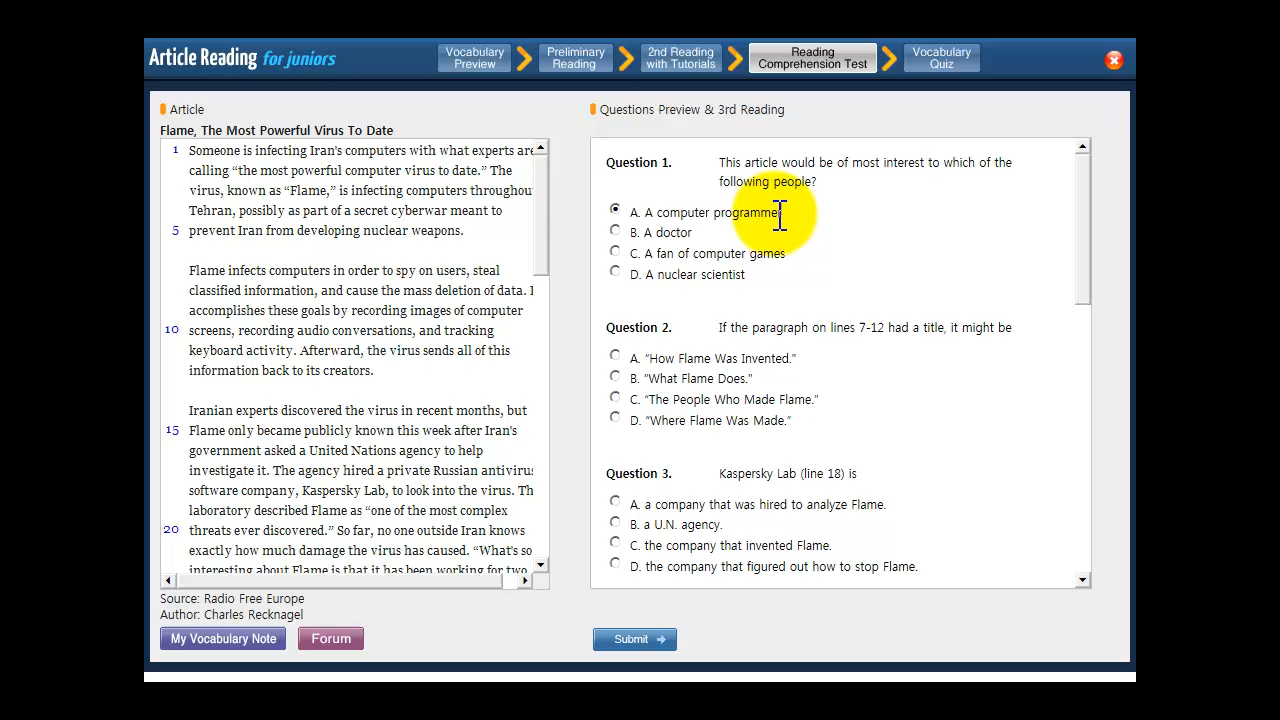 Article Reading for juniors
Vocabulary Preview
Preliminary Reading
2nd Reading with Tutorials
Reading Comprehension Test
Vocabulary Quiz
Article
Flame, The Most Powerful Virus To Date
1 Someone is infecting Iran's computers with what experts are
calling “the most powerful computer virus to date.” The
virus, known as “Flame,” is infecting computers throughou
Tehran, possibly as part of a secret cyberwar meant to
5 prevent Iran from developing nuclear weapons.
Flame infects computers in order to spy on users, steal
classified information, and cause the mass deletion of data. I
accomplishes these goals by recording images of computer
10 screens, recording audio conversations, and tracking
keyboard activity. Afterward, the virus sends all of this
information back to its creators.
Iranian experts discovered the virus in recent months, but
15 Flame only became publicly known this week after Iran's
government asked a United Nations agency to help
investigate it. The agency hired a private Russian antiviru
software company, Kaspersky Lab, to look into the virus. Th
laboratory described Flame as “one of the most complex
20 threats ever discovered.” So far, no one outside Iran knows
exactly how much damage the virus has caused. “What's so
interesting about Flame is that it has been working for two
Source: Radio Free Europe
Author: Charles Recknagel
My Vocabulary Note
Forum
Questions Preview & 3rd Reading
Question 1. This article would be of most interest to which of the
following people?
A. A computer programmer
B. A doctor
C. A fan of computer games
D. A nuclear scientist
Question 2. If the paragraph on lines 7-12 had a title, it might be
A. “How Flame Was Invented.”
B. “What Flame Does.”
C. “The People Who Made Flame.”
D. “Where Flame Was Made.”
Question 3. Kaspersky Lab (line 18) is
A. a company that was hired to analyze Flame.
B. a U.N. agency.
C. the company that invented Flame.
D. the company that figured out how to stop Flame.
Submit